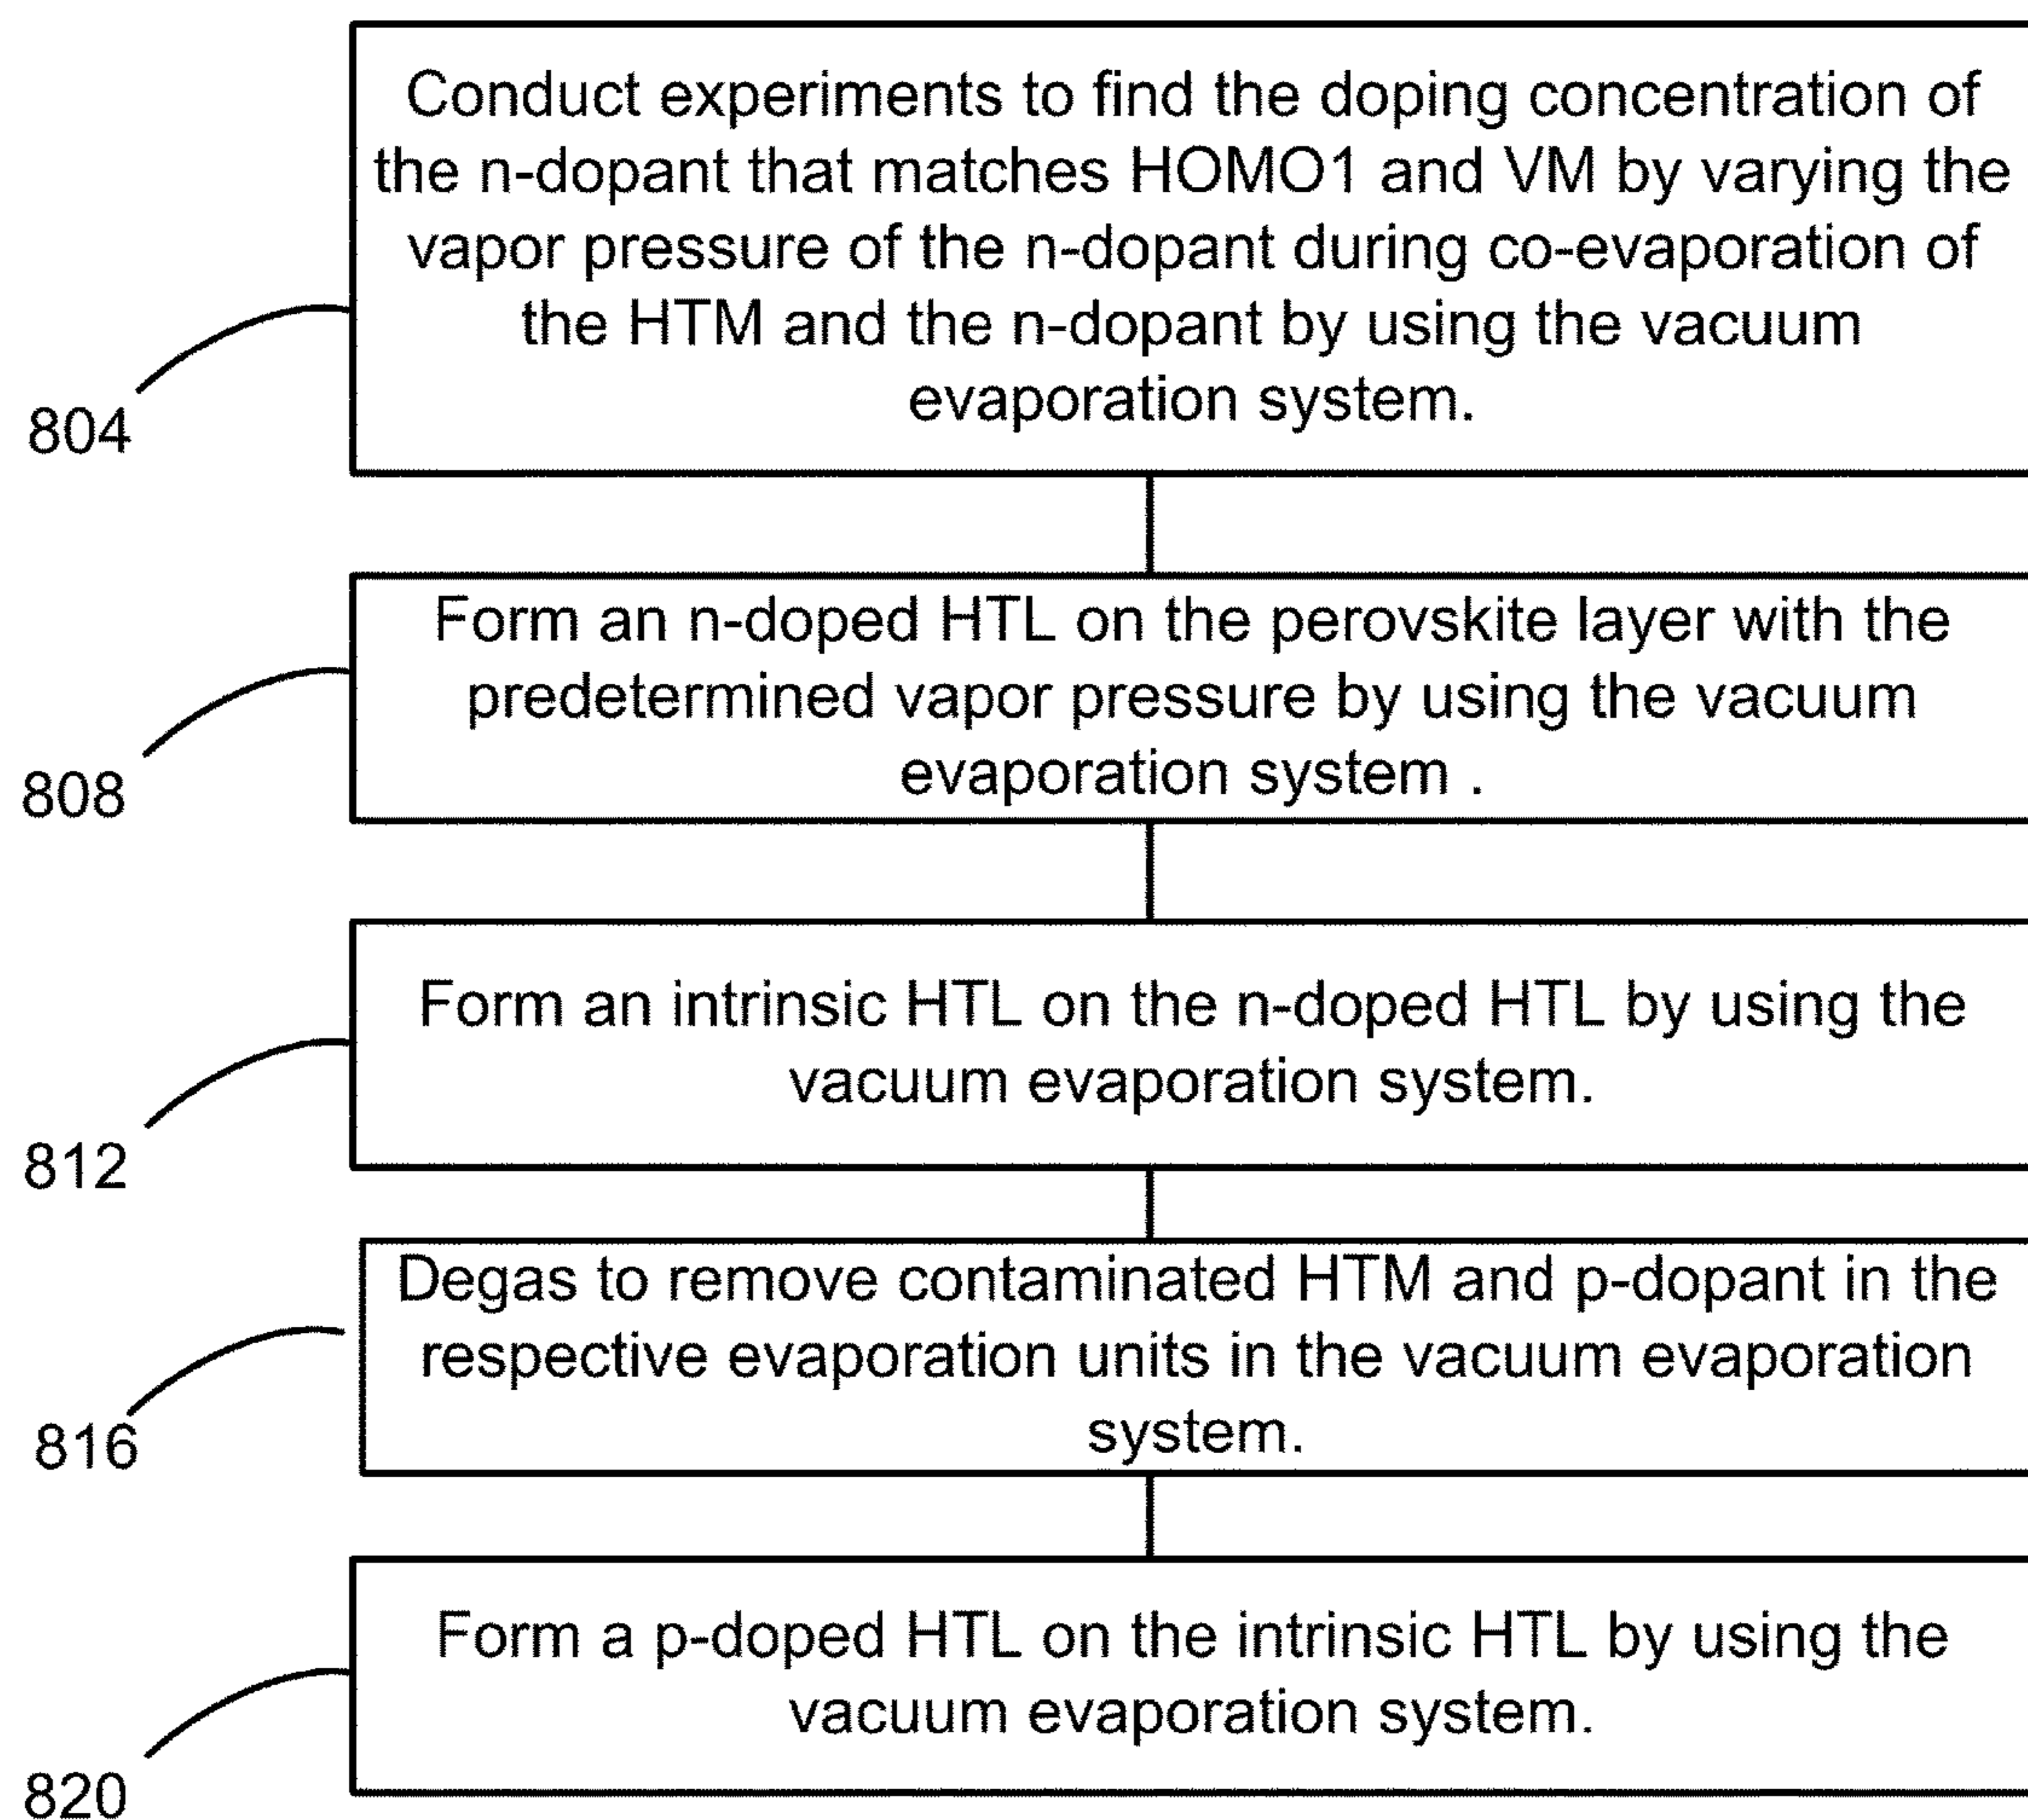 Conduct experiments to find the doping concentration of
the n-dopant that matches HOMO1 and VM by varying the
vapor pressure of the n-dopant during co-evaporation of
the HTM and the n-dopant by using the vacuum
evaporation system.
804
Form an n-doped HTL on the perovskite layer with the
predetermined vapor pressure by using the vacuum
evaporation system .
808
Form an intrinsic HTL on the n-doped HTL by using the
vacuum evaporation system.
812
Degas to remove contaminated HTM and p-dopant in the
respective evaporation units in the vacuum evaporation
system.
816
Form a p-doped HTL on the intrinsic HTL by using the
vacuum evaporation system.
820